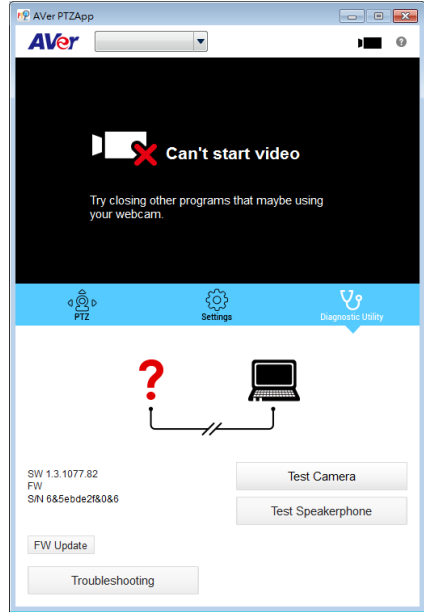 AVer PTZApp
AVer
Can't start video
Try closing other programs that maybe using
your webcam.
PTZ
Settings
Diagnostic Utility
?
SW 1.3.1077.82
FW
S/N 6&5ebde2f&0&6
Test Camera
Test Speakerphone
FW Update
Troubleshooting